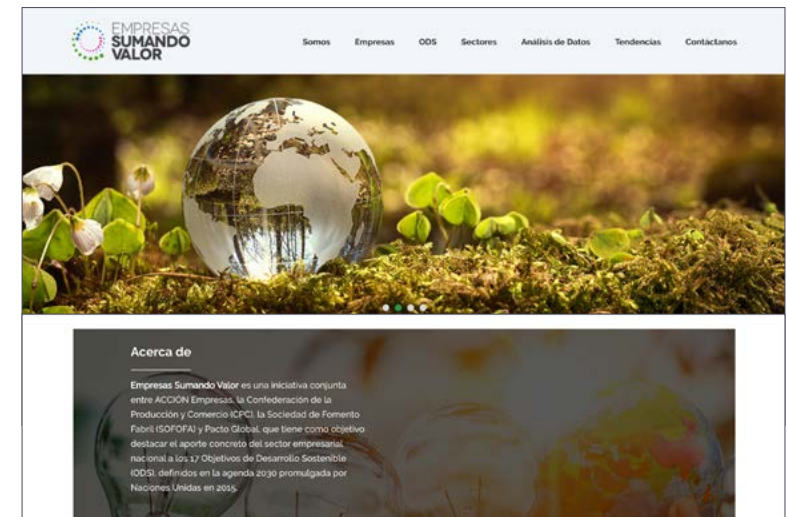 EMPRESAS
SUMANDO
VALOR
Somos Empresas ODS Sectores Análisis de Datos Tendencias Contáctanos
Acerca de
Empresas Sumando Valor es una iniciativa conjunta
entre ACCIÓN Empresas, la Confederación de la
Producción y Comercio (CPC), la Sociedad de Fomento
Fabril (SOFOFA) y Pacto Global, que tiene como objetivo
destacar el aporte concreto del sector empresarial
nacional a los 17 Objetivos de Desarrollo Sostenible
(ODS), definidos en la agenda 2030 promulgada por
Naciones Unidas en 2015.